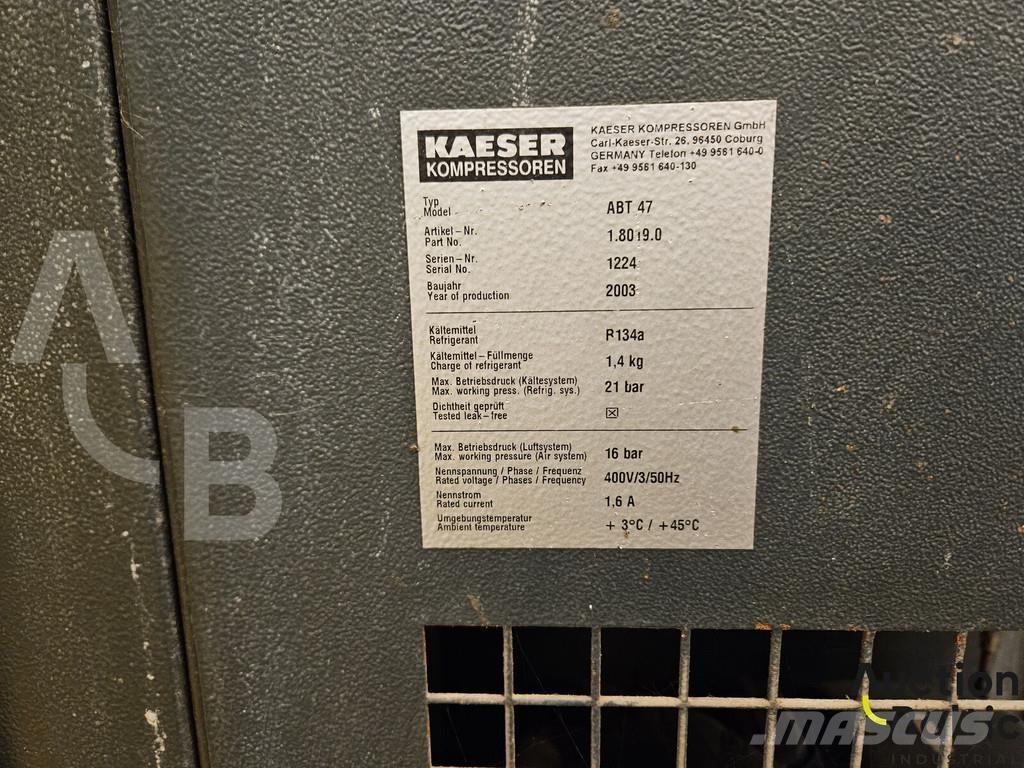 KAESER
KOMPRESSOREN
KAESER KOMPRESSOREN GmbH
Carl-Kaeser-Str. 26, 96450 Coburg
GERMANY Telefon +49 9561 640-0
Fax +49 9561 640-130
Typ
Model
ABT 47
Artikel – Nr.
Part No.
1.8019.0
Serien – Nr.
Serial No.
1224
Baujahr
Year of production
2003
Kältemittel
Refrigerant
R134a
Kältemittel – Füllmenge
Charge of refrigerant
1,4 kg
Max. Betriebsdruck (Kältesystem)
Max. working press. (Refrig. sys.)
21 bar
Dichtheit geprüft
Tested leak – free
☒
Max. Betriebsdruck (Luftsystem)
Max. working pressure (Air system)
16 bar
Nennspannung / Phase / Frequenz
Rated voltage / Phases / Frequency
400V/3/50Hz
Nennstrom
Rated current
1,6 A
Umgebungstemperatur
Ambient temperature
+ 3°C / +45°C
AB
Auction
MASCUS
INDUSTRIAL